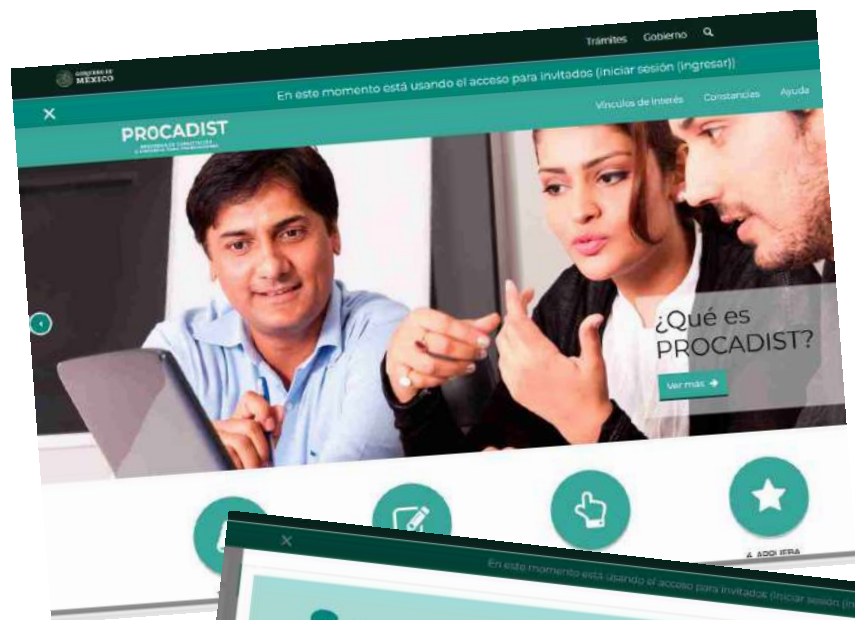 GOBIERNO DE
MÉXICO
Trámites Gobierno
En este momento está usando el acceso para invitados (iniciar sesión (ingresar))
PROCADIST
Vínculos de interés Constancias Ayuda
¿Qué es
PROCADIST?
Ver más
En este momento está usando el acceso para invitados (iniciar sesión (in